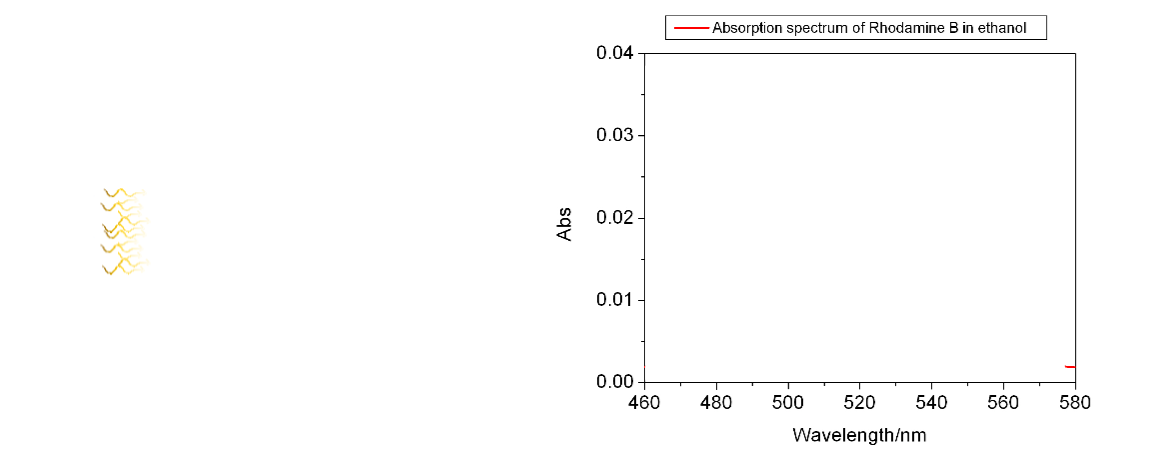 Absorption spectrum of Rhodamine B in ethanol
0.04
0.03
0.02
0.01
0.00
Abs
460 480 500 520 540 560 580
Wavelength/nm